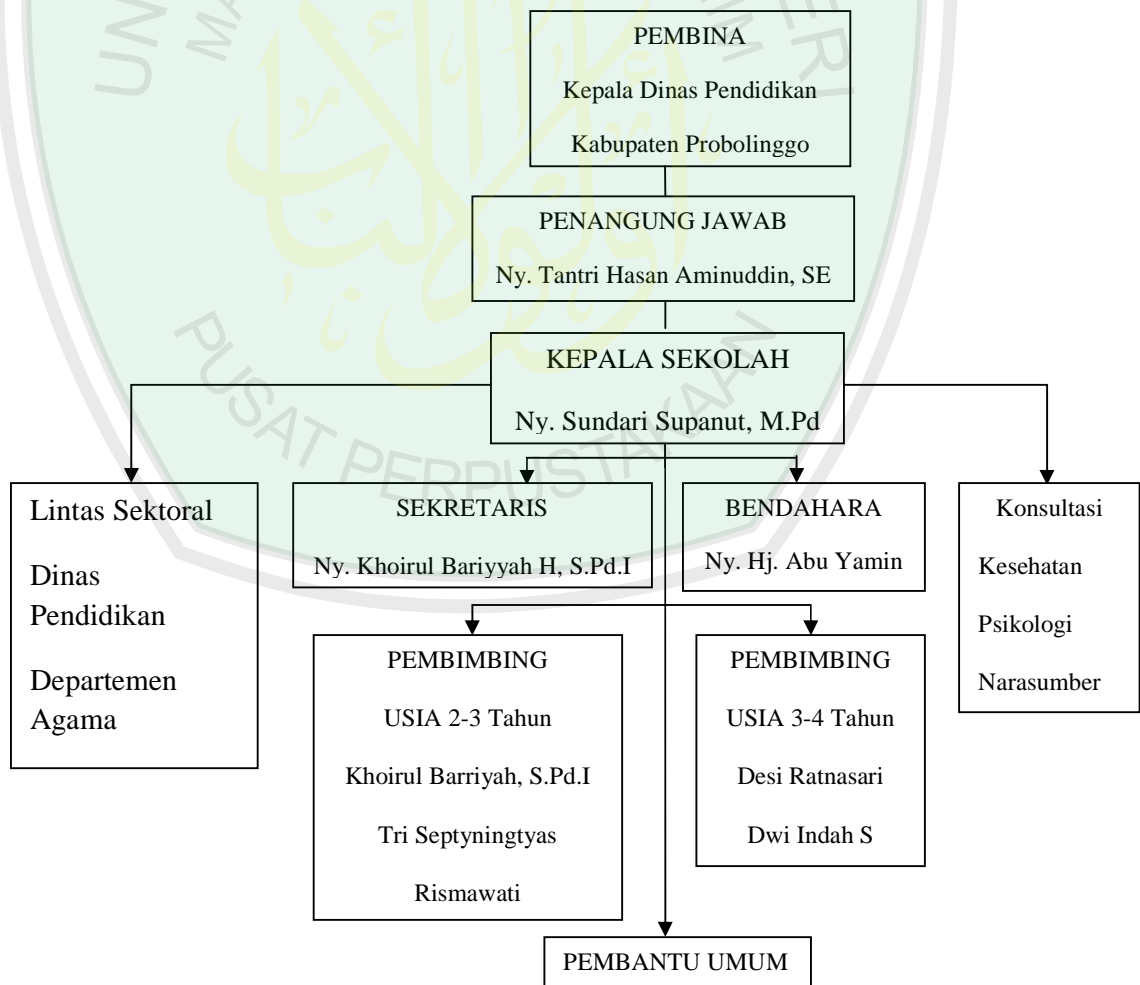 PEMBINA
Kepala Dinas Pendidikan
Kabupaten Probolinggo
PENANGUNG JAWAB
Ny. Tantri Hasan Aminuddin, SE
KEPALA SEKOLAH
Ny. Sundari Supanut, M.Pd
Lintas Sektoral
Dinas
Pendidikan
Departemen
Agama
SEKRETARIS
Ny. Khoirul Bariyyah H, S.Pd.I
BENDAHARA
Ny. Hj. Abu Yamin
Konsultasi
Kesehatan
Psikologi
Narasumber
PEMBIMBING
USIA 2-3 Tahun
Khoirul Barriyah, S.Pd.I
Tri Septyningtyas
Rismawati
PEMBIMBING
USIA 3-4 Tahun
Desi Ratnasari
Dwi Indah S
PEMBANTU UMUM
PUSAT PERPUSTAKAAN